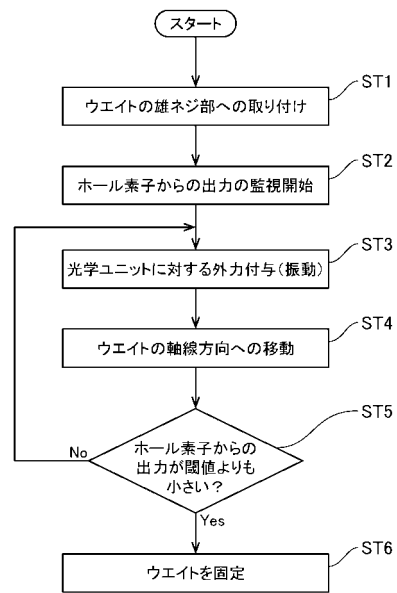 スタート
ST1
ウエイトの雄ネジ部への取り付け
ST2
ホール素子からの出力の監視開始
ST3
光学ユニットに対する外力付与(振動)
ST4
ウエイトの軸線方向への移動
ST5
ホール素子からの
出力が閾値よりも
小さい?
No
Yes
ST6
ウエイトを固定